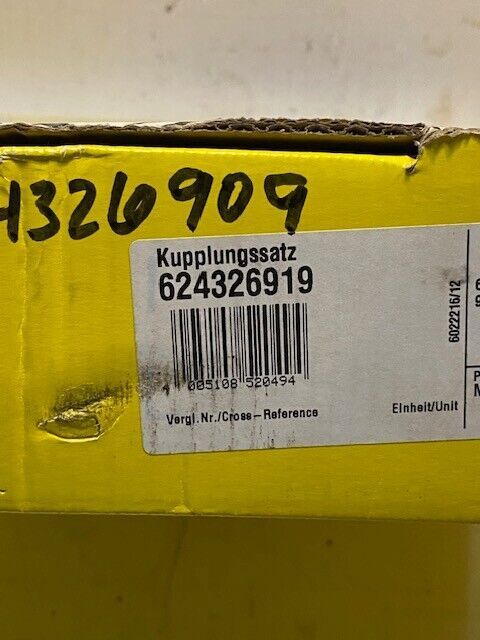 4326909
Kupplungssatz
624326919
4 005108 520494
Vergl.Nr./Cross-Reference
Einheit/Unit
6022216/12